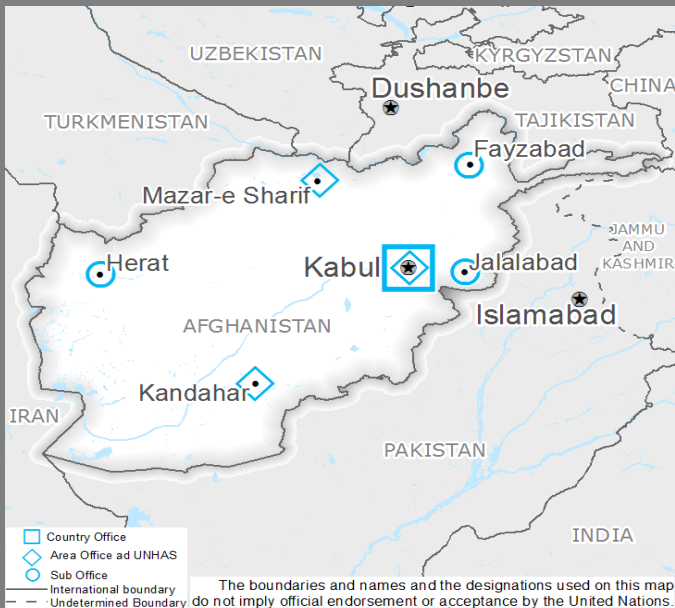 UZBEKISTAN
KYRGYZSTAN
Dushanbe
CHINA
TURKMENISTAN
TAJIKISTAN
Fayzabad
Mazar-e Sharif
JAMMU
AND
KASHMIR
Herat
Kabul
Jalalabad
Islamabad
AFGHANISTAN
Kandahar
IRAN
PAKISTAN
INDIA
Country Office
Area Office ad UNHAS
Sub Office
International boundary
Undetermined Boundary
The boundaries and names and the designations used on this map
do not imply official endorsement or acceptance by the United Nations.